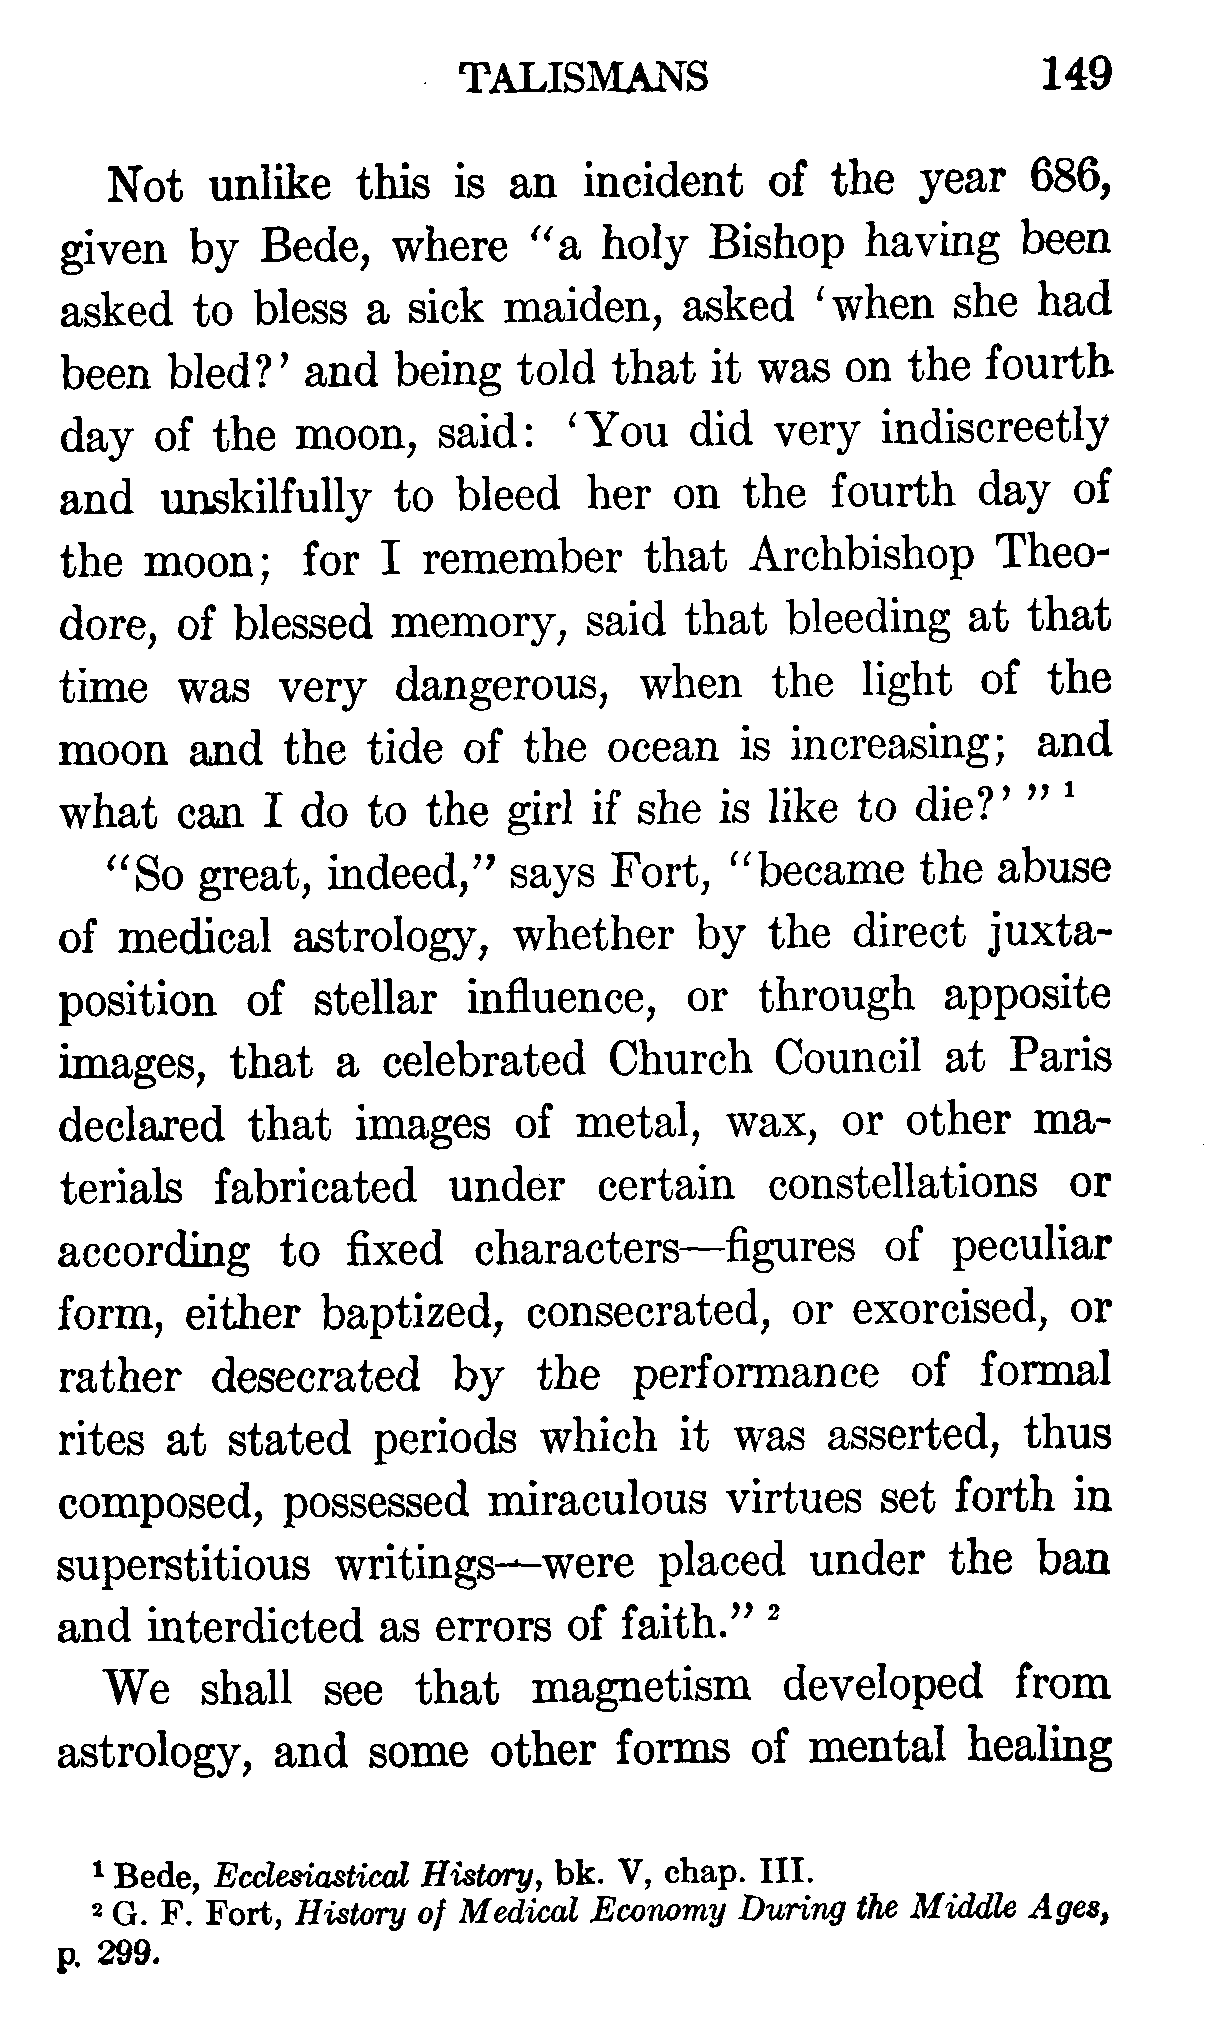 TALISMANS 149
Not unlike this is an incident of the year 686,
given by Bede, where "a holy Bishop having been
asked to bless a sick maiden, asked 'when she had
been bled?' and being told that it was on the fourth
day of the moon, said: 'You did very indiscreetly
and unskilfully to bleed her on the fourth day of
the moon; for I remember that Archbishop Theo-
dore, of blessed memory, said that bleeding at that
time was very dangerous, when the light of the
moon and the tide of the ocean is increasing; and
what can I do to the girl if she is like to die?' " ¹
"So great, indeed," says Fort, "became the abuse
of medical astrology, whether by the direct juxta-
position of stellar influence, or through apposite
images, that a celebrated Church Council at Paris
declared that images of metal, wax, or other ma-
terials fabricated under certain constellations or
according to fixed characters—figures of peculiar
form, either baptized, consecrated, or exorcised, or
rather desecrated by the performance of formal
rites at stated periods which it was asserted, thus
composed, possessed miraculous virtues set forth in
superstitious writings—were placed under the ban
and interdicted as errors of faith." ²
We shall see that magnetism developed from
astrology, and some other forms of mental healing
¹ Bede, Ecclesiastical History, bk. V, chap. III.
² G. F. Fort, History of Medical Economy During the Middle Ages,
p. 299.